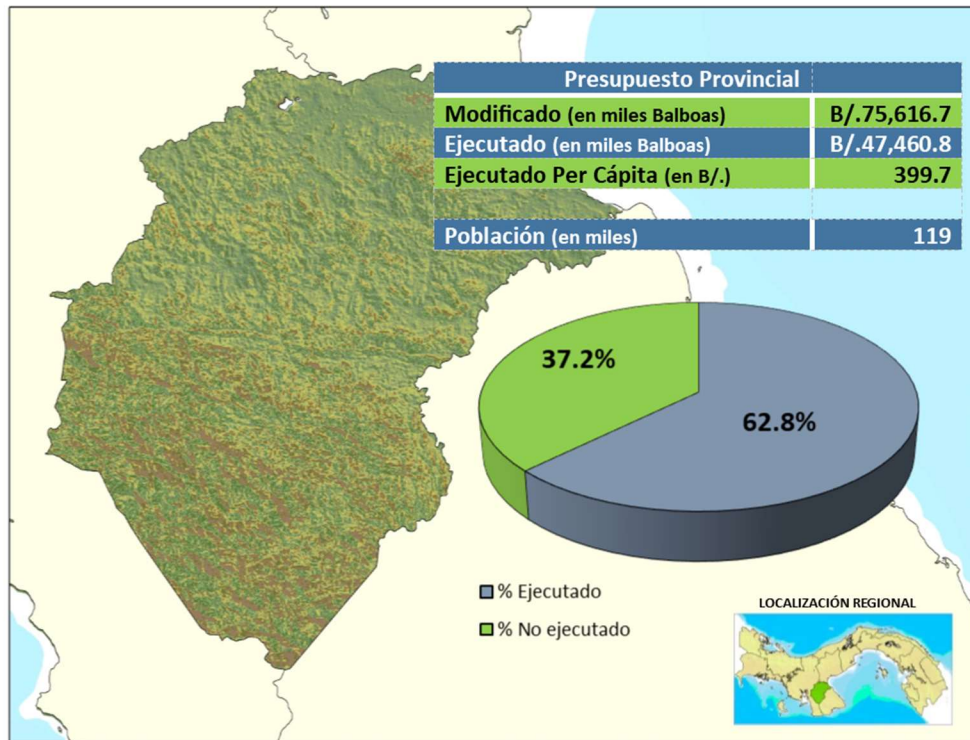 Presupuesto Provincial
Modificado (en miles Balboas) B/.75,616.7
Ejecutado (en miles Balboas) B/.47,460.8
Ejecutado Per Cápita (en B/.) 399.7
Población (en miles) 119
37.2%
62.8%
% Ejecutado
% No ejecutado
LOCALIZACIÓN REGIONAL